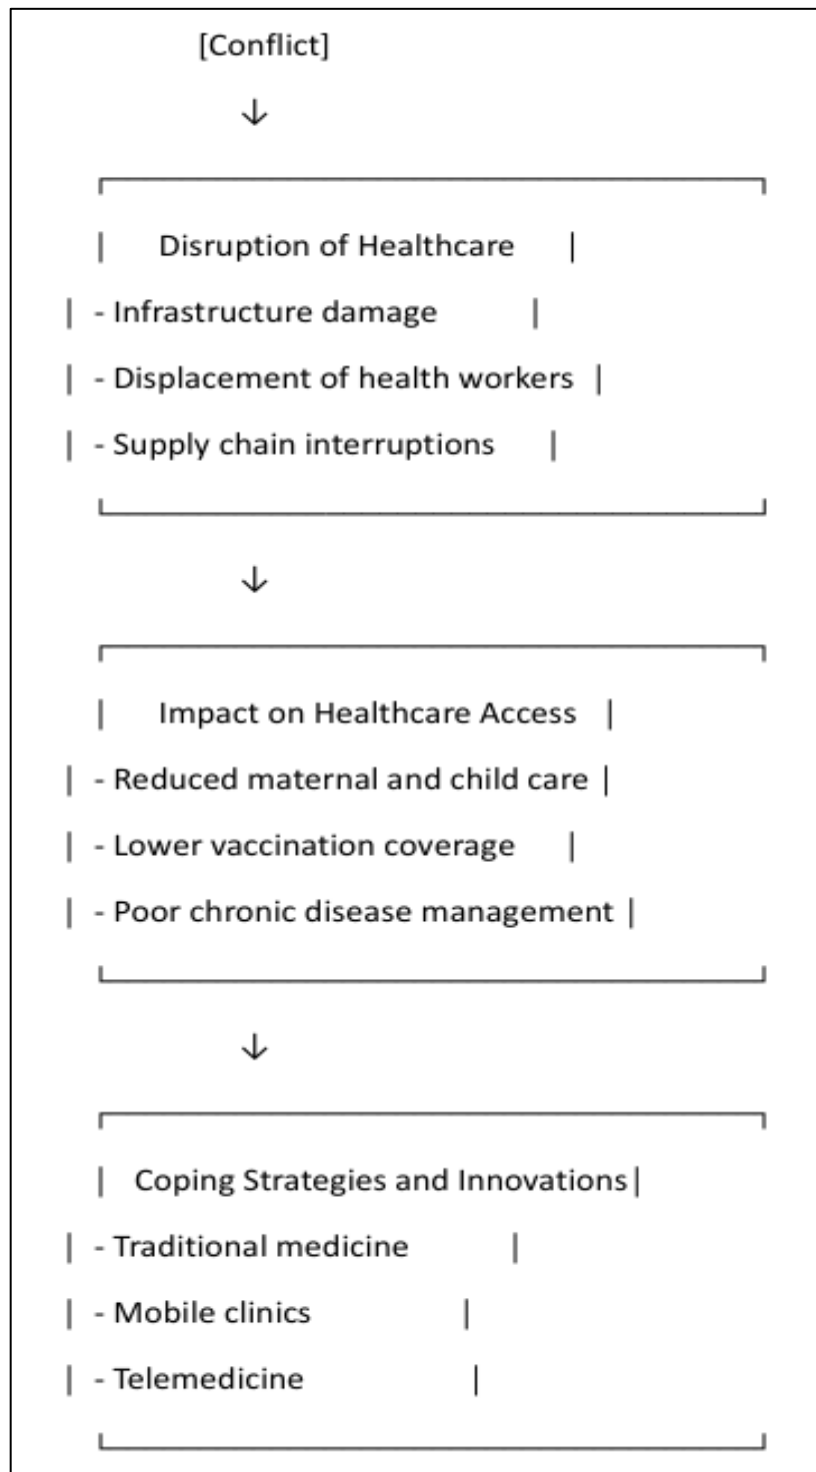 [Conflict]
↓
┌ ┐
| Disruption of Healthcare |
| - Infrastructure damage |
| - Displacement of health workers |
| - Supply chain interruptions |
└ ┘
↓
┌ ┐
| Impact on Healthcare Access |
| - Reduced maternal and child care |
| - Lower vaccination coverage |
| - Poor chronic disease management |
└ ┘
↓
┌ ┐
| Coping Strategies and Innovations|
| - Traditional medicine |
| - Mobile clinics |
| - Telemedicine |
└ ┘